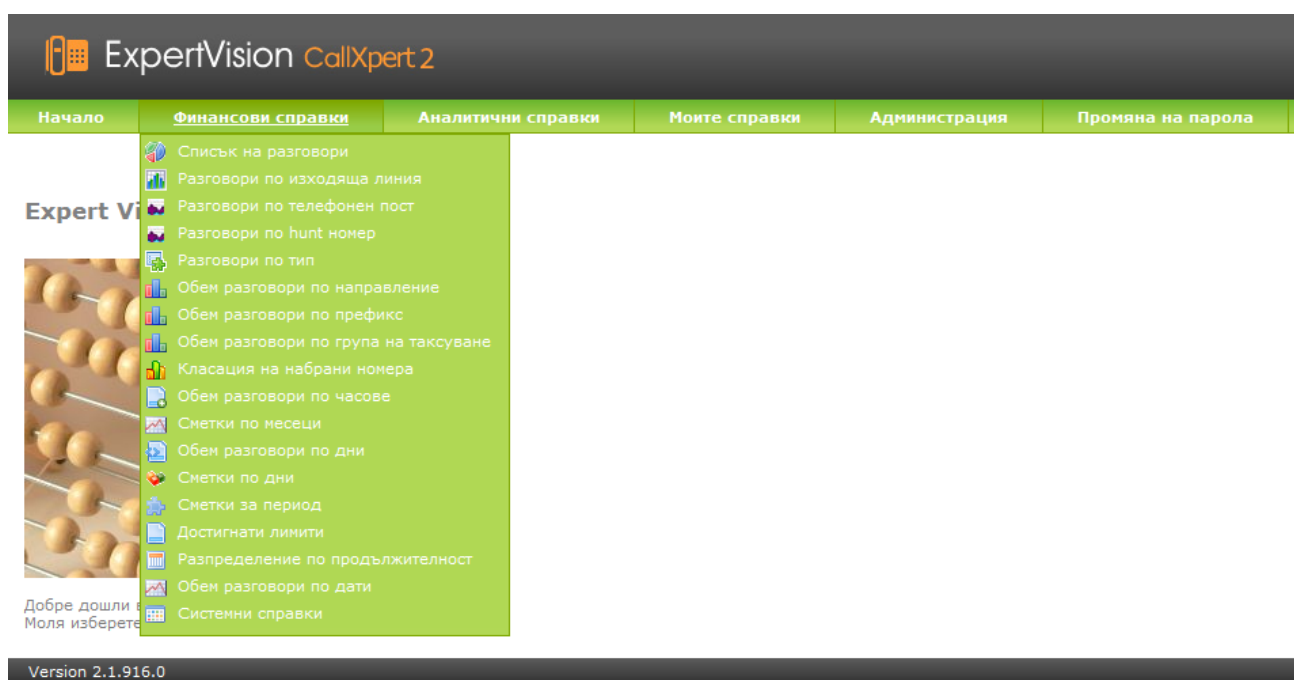 ExpertVision CallXpert 2
Начало Финансови справки Аналитични справки Моите справки Администрация Промяна на парола
Списък на разговори
Разговори по изходяща линия
Разговори по телефонен пост
Разговори по hunt номер
Разговори по тип
Обем разговори по направление
Обем разговори по префикс
Обем разговори по група на таксуване
Класация на набрани номера
Обем разговори по часове
Сметки по месеци
Обем разговори по дни
Сметки по дни
Сметки за период
Достигнати лимити
Разпределение по продължителност
Обем разговори по дати
Системни справки
Expert Vi
Добре дошли в
Моля изберете
Version 2.1.916.0